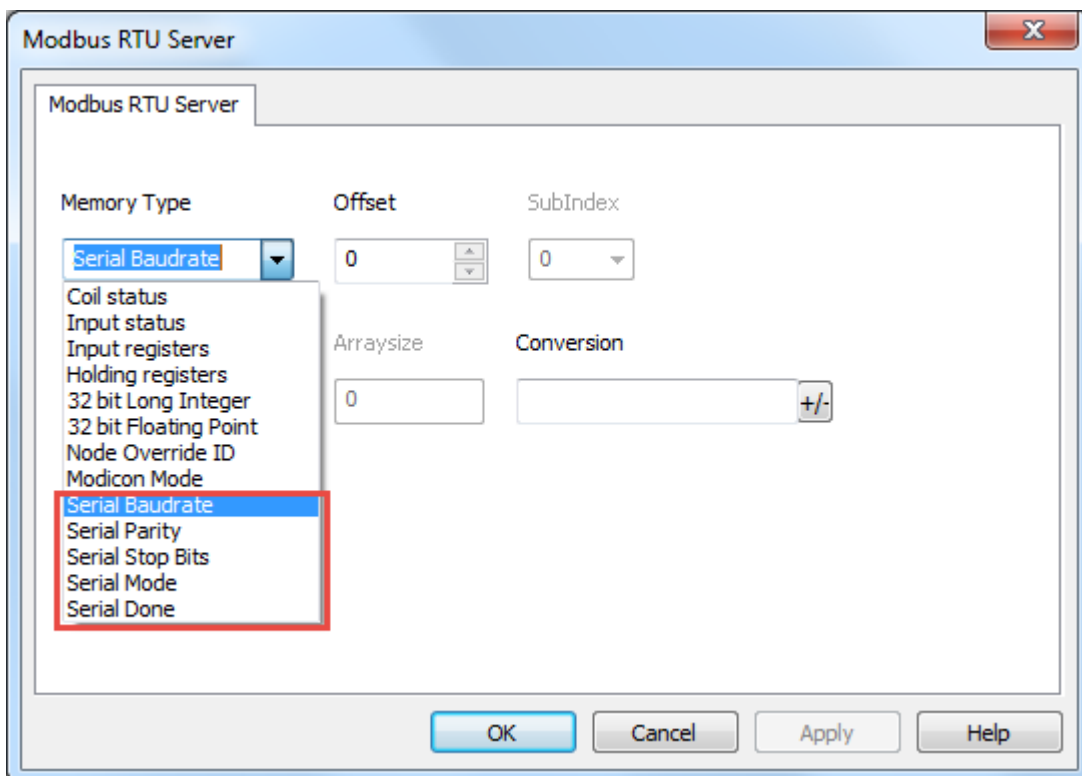 Modbus RTU Server
Modbus RTU Server
Memory Type Offset SubIndex
Serial Baudrate 0 0
Coil status
Input status
Input registers
Holding registers
32 bit Long Integer
32 bit Floating Point
Node Override ID
Modicon Mode
Serial Baudrate
Serial Parity
Serial Stop Bits
Serial Mode
Serial Done
Arraysize Conversion
0 +/-
OK Cancel Apply Help